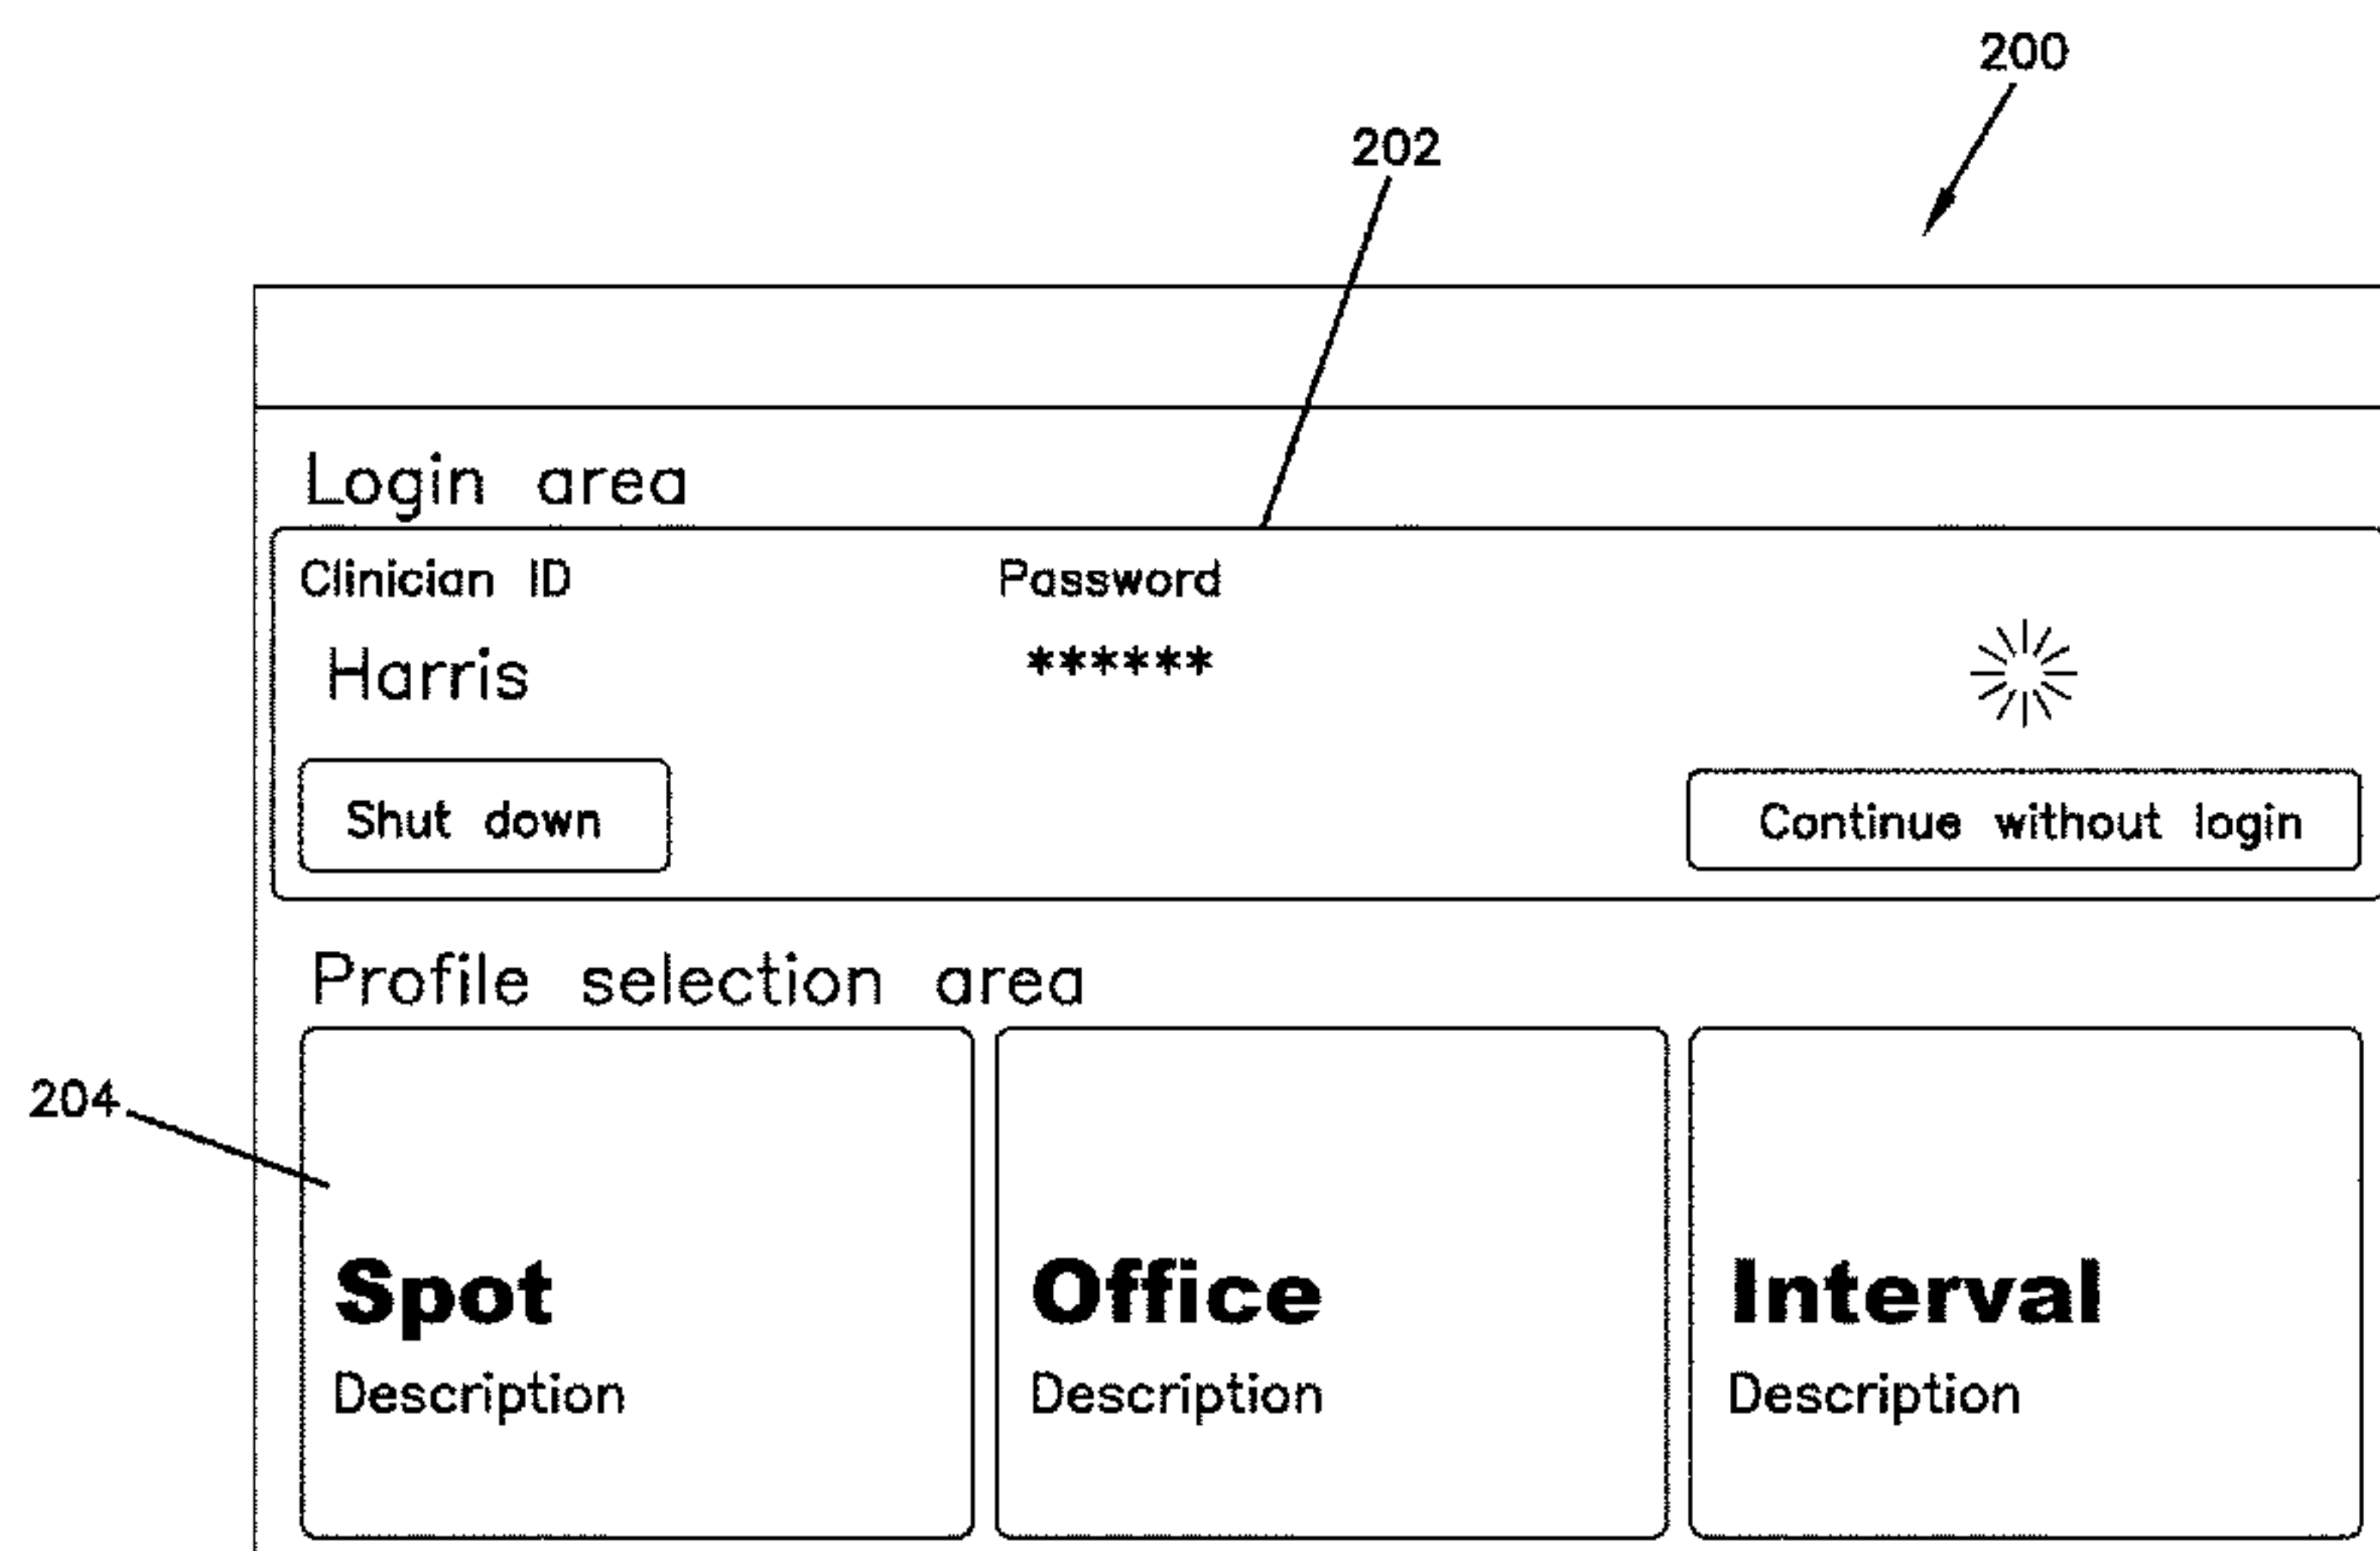 200
202
Login area
Clinician ID Password
Harris ******
Shut down Continue without login
Profile selection area
204
Spot Office Interval
Description Description Description